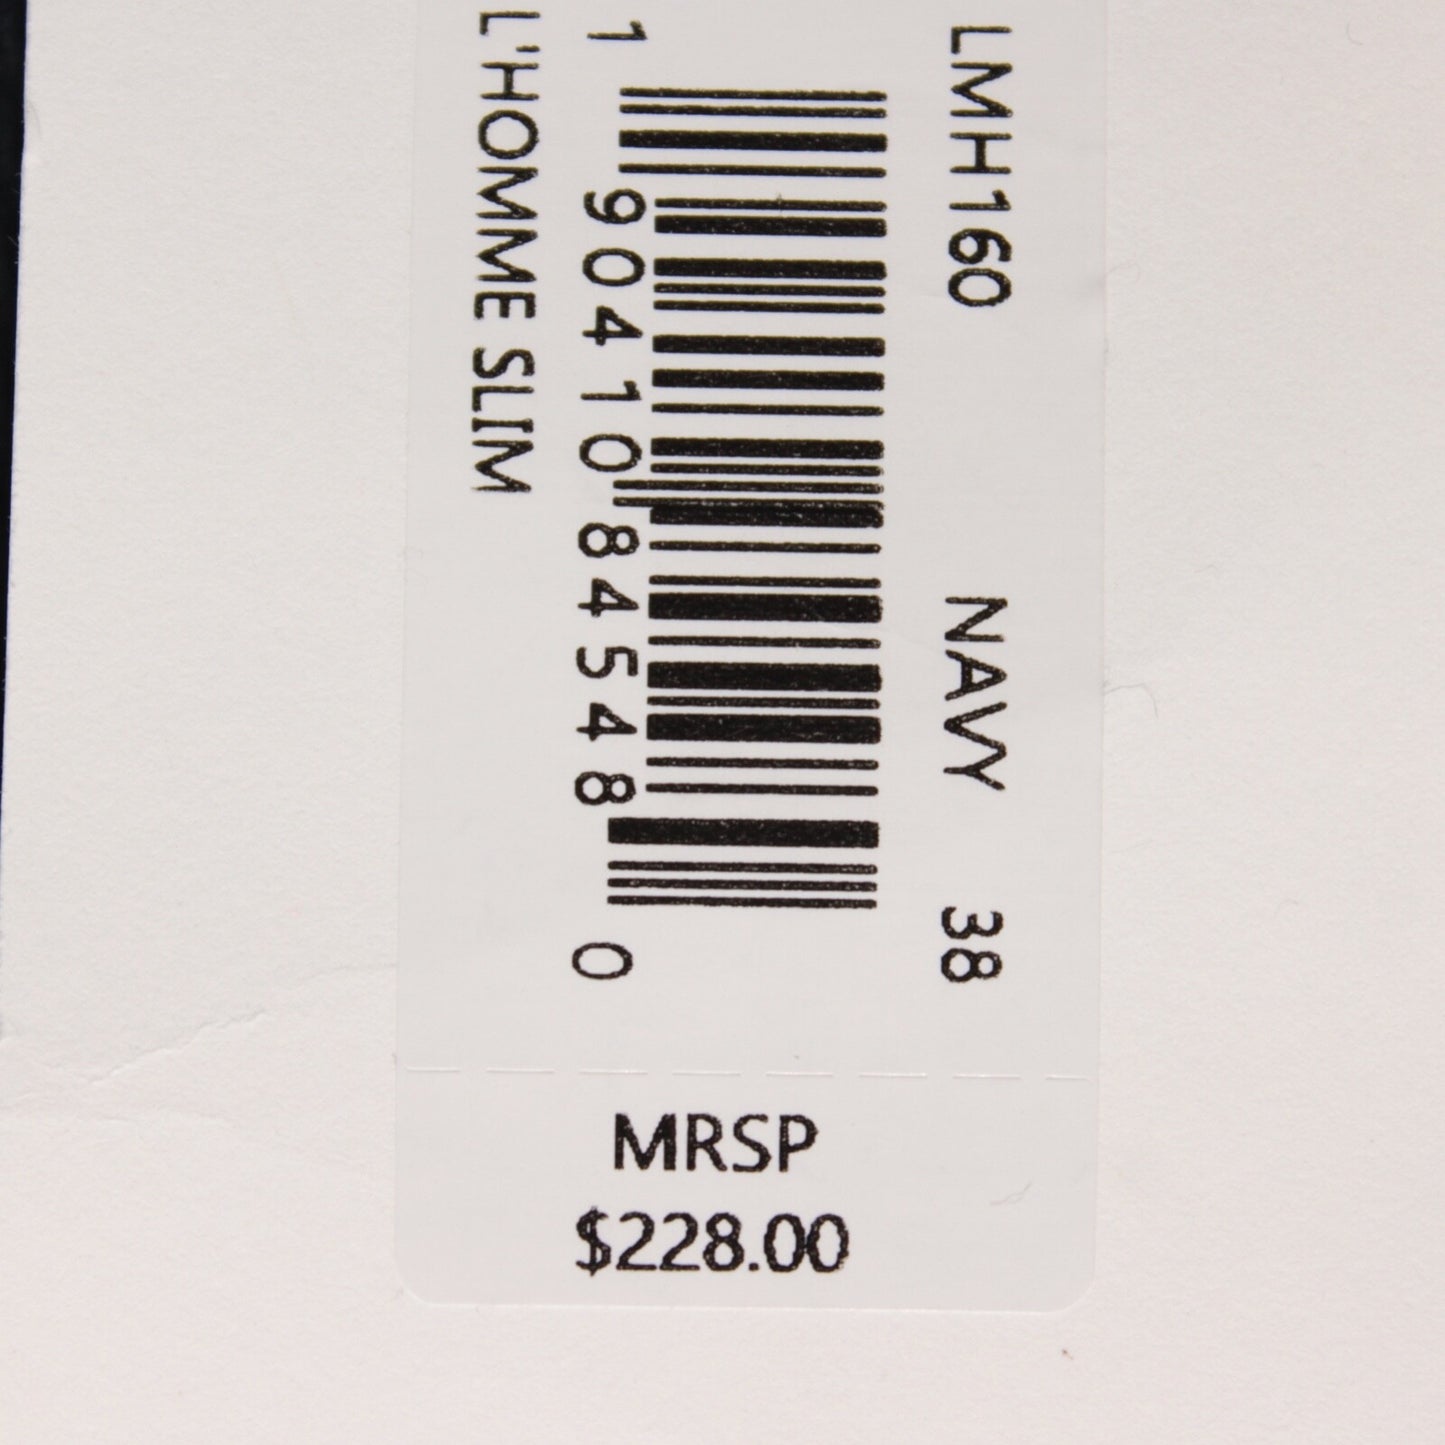 LMH160 NAVY 38
1 90410 84548 0
L'HOMME SLIM
MRSP
$228.00